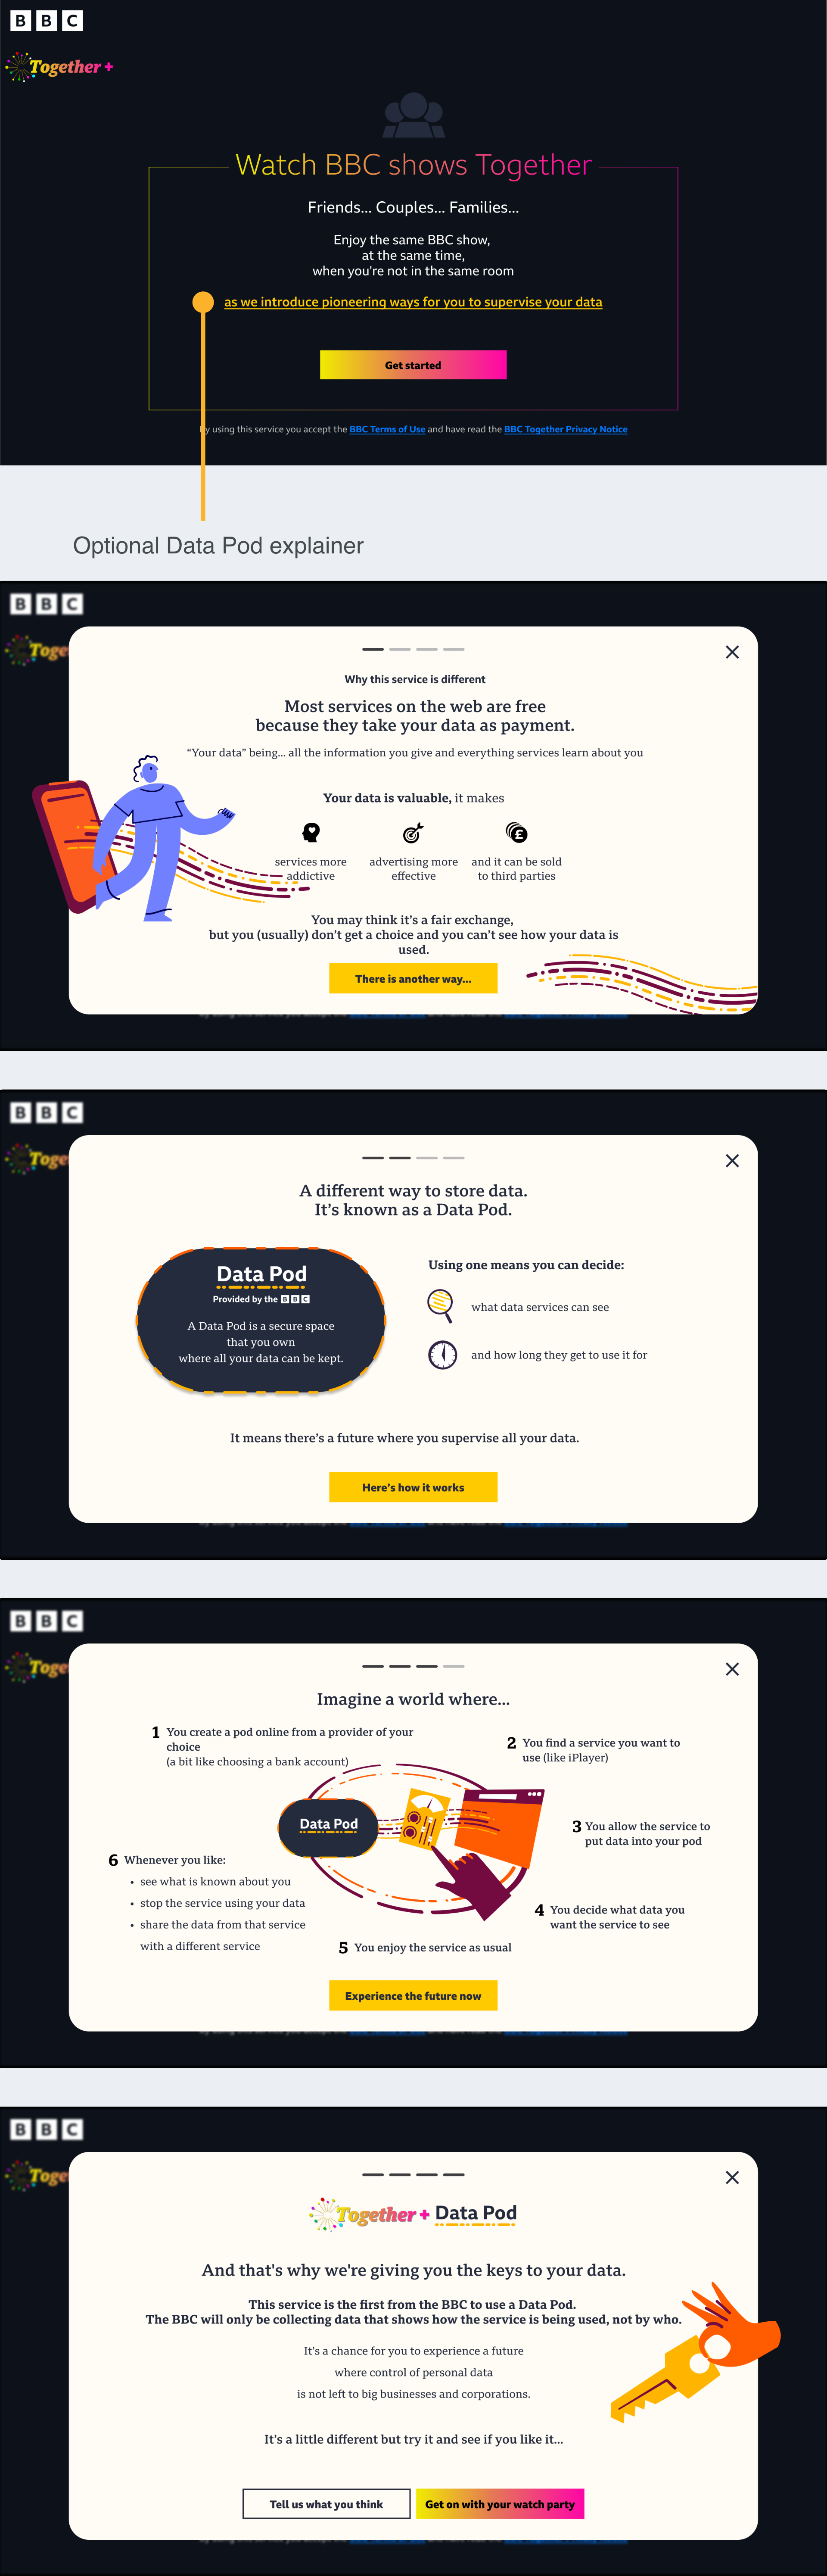 BBC
Together +
Watch BBC shows Together
Friends... Couples... Families...
Enjoy the same BBC show,
at the same time,
when you're not in the same room
as we introduce pioneering ways for you to supervise your data
Get started
By using this service you accept the BBC Terms of Use and have read the BBC Together Privacy Notice
Optional Data Pod explainer
BBC
Toge
Why this service is different
Most services on the web are free
because they take your data as payment.
“Your data” being... all the information you give and everything services learn about you
Your data is valuable, it makes
services more
addictive
advertising more
effective
and it can be sold
to third parties
You may think it’s a fair exchange,
but you (usually) don’t get a choice and you can’t see how your data is
used.
There is another way...
BBC
Toge
A different way to store data.
It’s known as a Data Pod.
Data Pod
Provided by the BBC
A Data Pod is a secure space
that you own
where all your data can be kept.
Using one means you can decide:
what data services can see
and how long they get to use it for
It means there’s a future where you supervise all your data.
Here’s how it works
BBC
Toge
Imagine a world where...
1 You create a pod online from a provider of your
choice
(a bit like choosing a bank account)
2 You find a service you want to
use (like iPlayer)
Data Pod
3 You allow the service to
put data into your pod
4 You decide what data you
want the service to see
5 You enjoy the service as usual
6 Whenever you like:
• see what is known about you
• stop the service using your data
• share the data from that service
with a different service
Experience the future now
BBC
Toge
Together + Data Pod
And that's why we're giving you the keys to your data.
This service is the first from the BBC to use a Data Pod.
The BBC will only be collecting data that shows how the service is being used, not by who.
It’s a chance for you to experience a future
where control of personal data
is not left to big businesses and corporations.
It’s a little different but try it and see if you like it...
Tell us what you think
Get on with your watch party